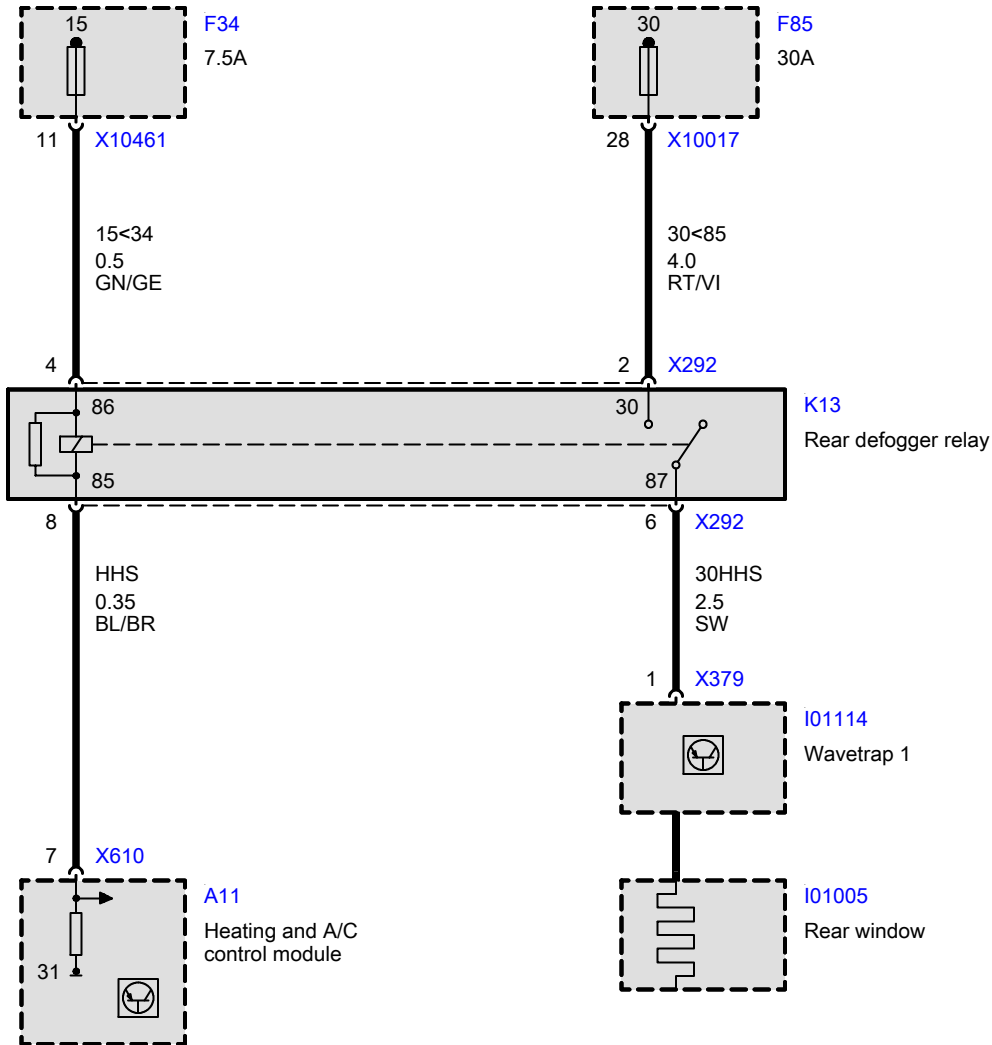 15
F34
7.5A
30
F85
30A
11 X10461
28 X10017
15<34
0.5
GN/GE
30<85
4.0
RT/VI
4
2 X292
86
30
K13
Rear defogger relay
85
87
8
6 X292
HHS
0.35
BL/BR
30HHS
2.5
SW
1 X379
I01114
Wavetrap 1
7 X610
A11
Heating and A/C
control module
31
I01005
Rear window